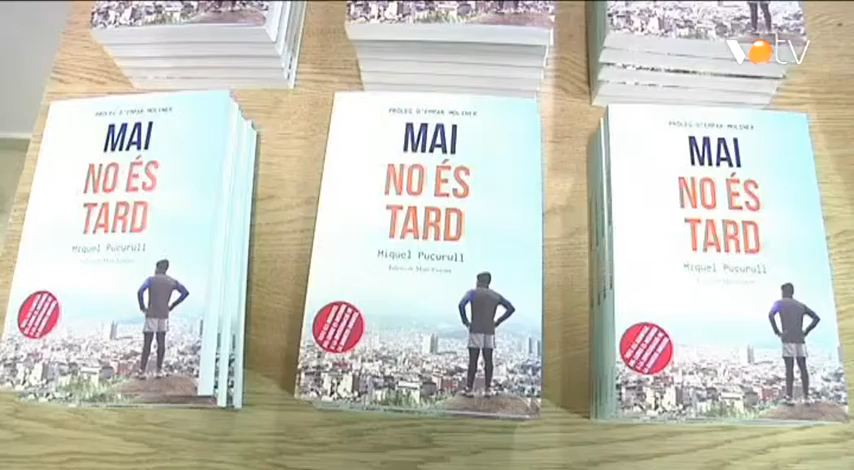 votv
PRÒLEG D'EMPAR MOLINER
MAI
NO ÉS
TARD
Miquel Pucurull
PRÒLEG D'EMPAR MOLINER
MAI
NO ÉS
TARD
Miquel Pucurull
PRÒLEG D'EMPAR MOLINER
MAI
NO ÉS
TARD
Miquel Pucurull